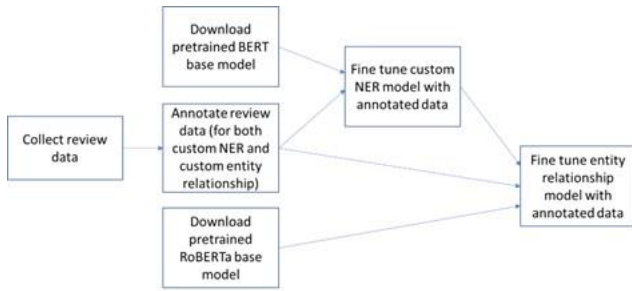 Download
pretrained BERT
base model
Fine tune custom
NER model with
annotated data
Collect review
data
Annotate review
data (for both
custom NER and
custom entity
relationship)
Fine tune entity
relationship
model with
annotated data
Download
pretrained
RoBERTa base
model